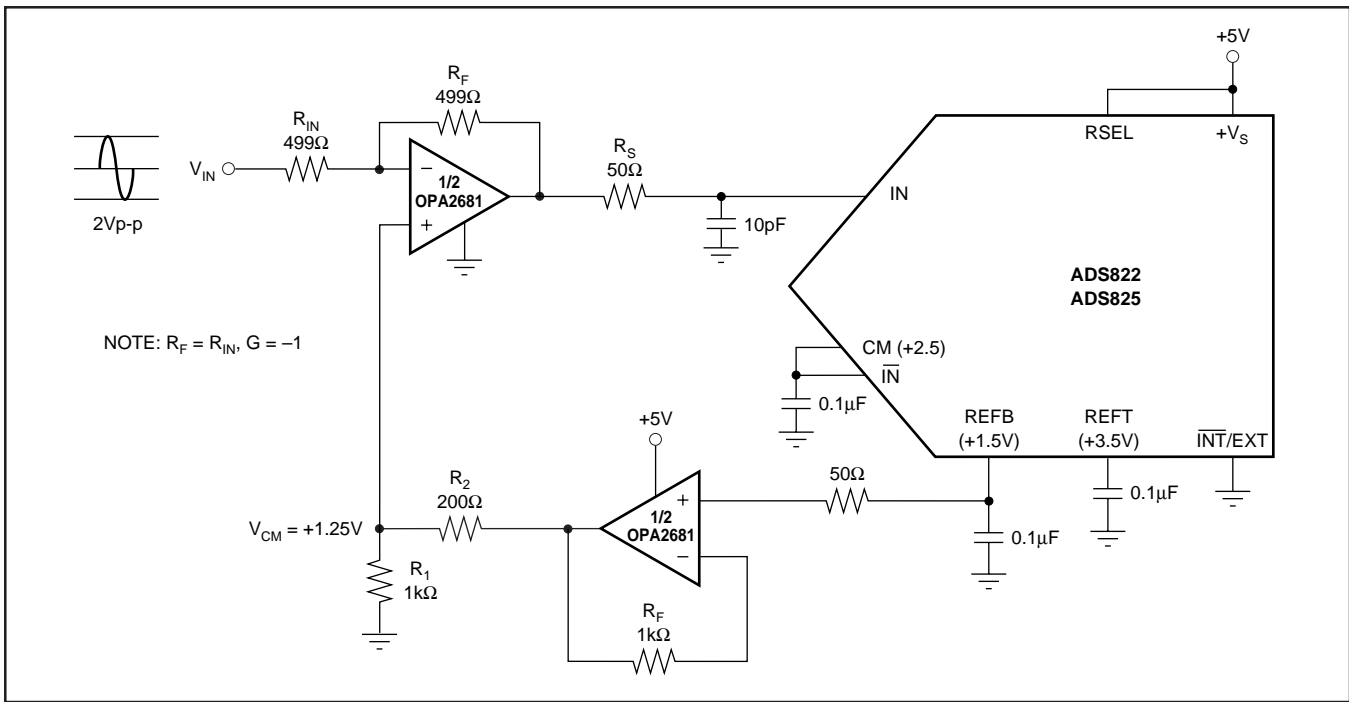 +5V
RSEL
+VS
RF
499Ω
RIN
499Ω
VIN
2Vp-p
−
1/2
OPA2681
+
RS
50Ω
10pF
IN
ADS822
ADS825
NOTE: RF = RIN, G = –1
CM (+2.5)
IN
0.1µF
REFB
(+1.5V)
REFT
(+3.5V)
INT/EXT
+5V
R2
200Ω
VCM = +1.25V
R1
1kΩ
+
1/2
OPA2681
−
50Ω
0.1µF
0.1µF
RF
1kΩ